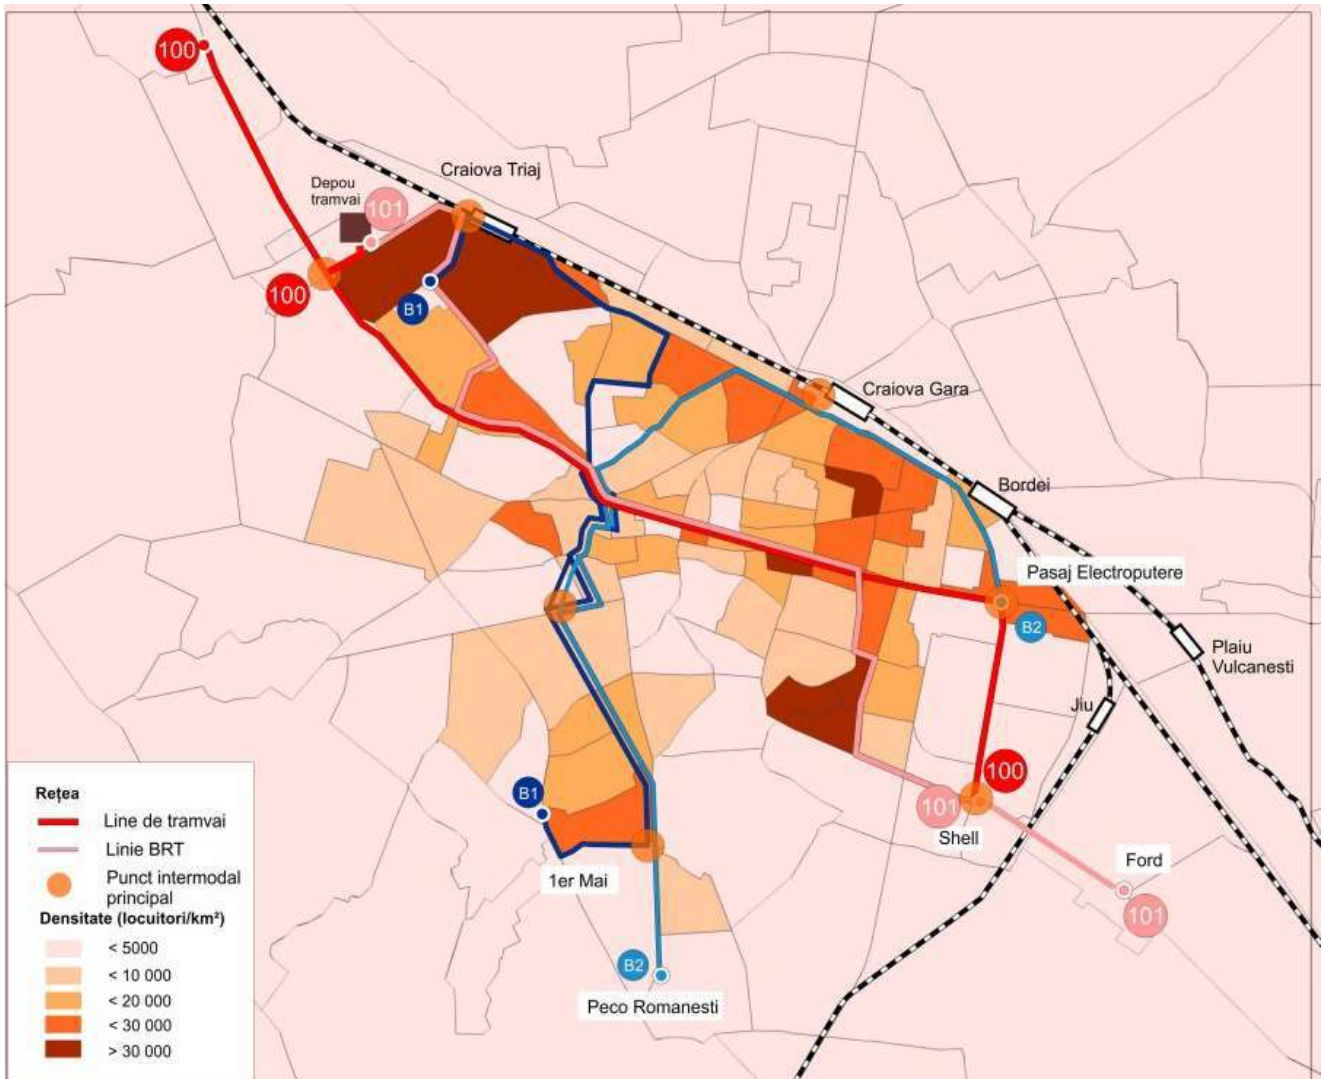 100
Depou
tramvai
101
Craiova Triaj
100
B1
Craiova Gara
Bordei
Pasaj Electroputere
B2
Plaiu
Vulcanesti
Jiu
100
101
Shell
B1
1er Mai
Ford
101
B2
Peco Romanesti
Rețea
Line de tramvai
Linie BRT
Punct intermodal
principal
Densitate (locuitori/km²)
< 5000
< 10 000
< 20 000
< 30 000
> 30 000